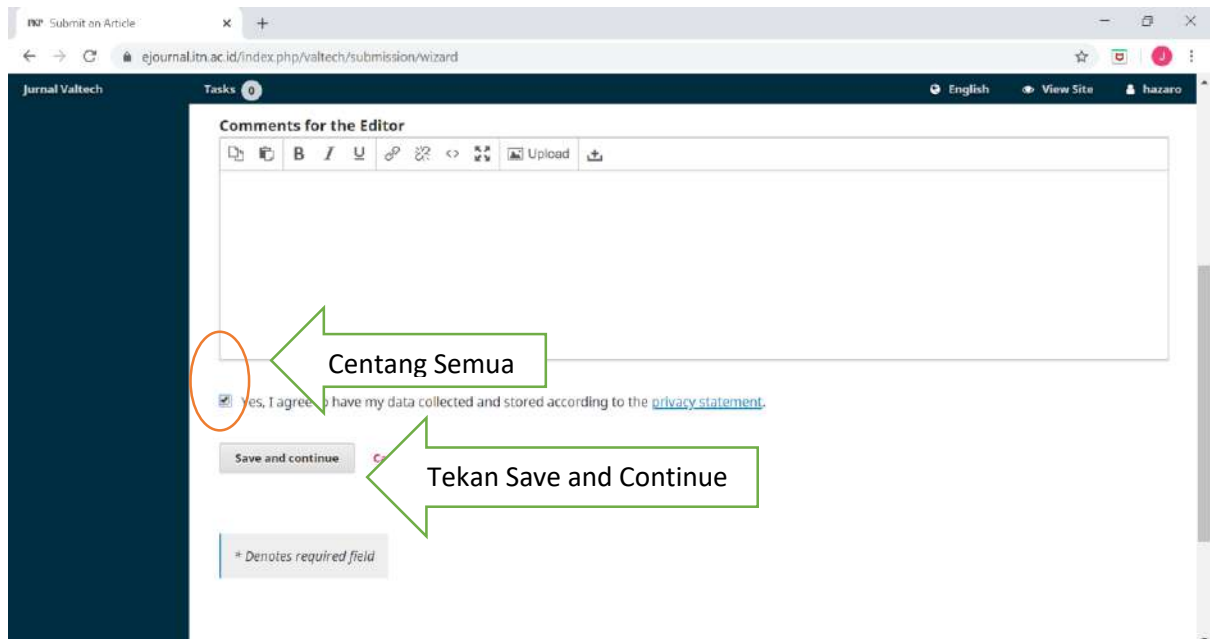 PKP Submit an Article
ejournal.itn.ac.id/index.php/valtech/submission/wizard
Jurnal Valtech Tasks 0 English View Site hazaro
Comments for the Editor
B I U Upload
Centang Semua
Yes, I agree to have my data collected and stored according to the privacy statement.
Save and continue Ca
Tekan Save and Continue
* Denotes required field